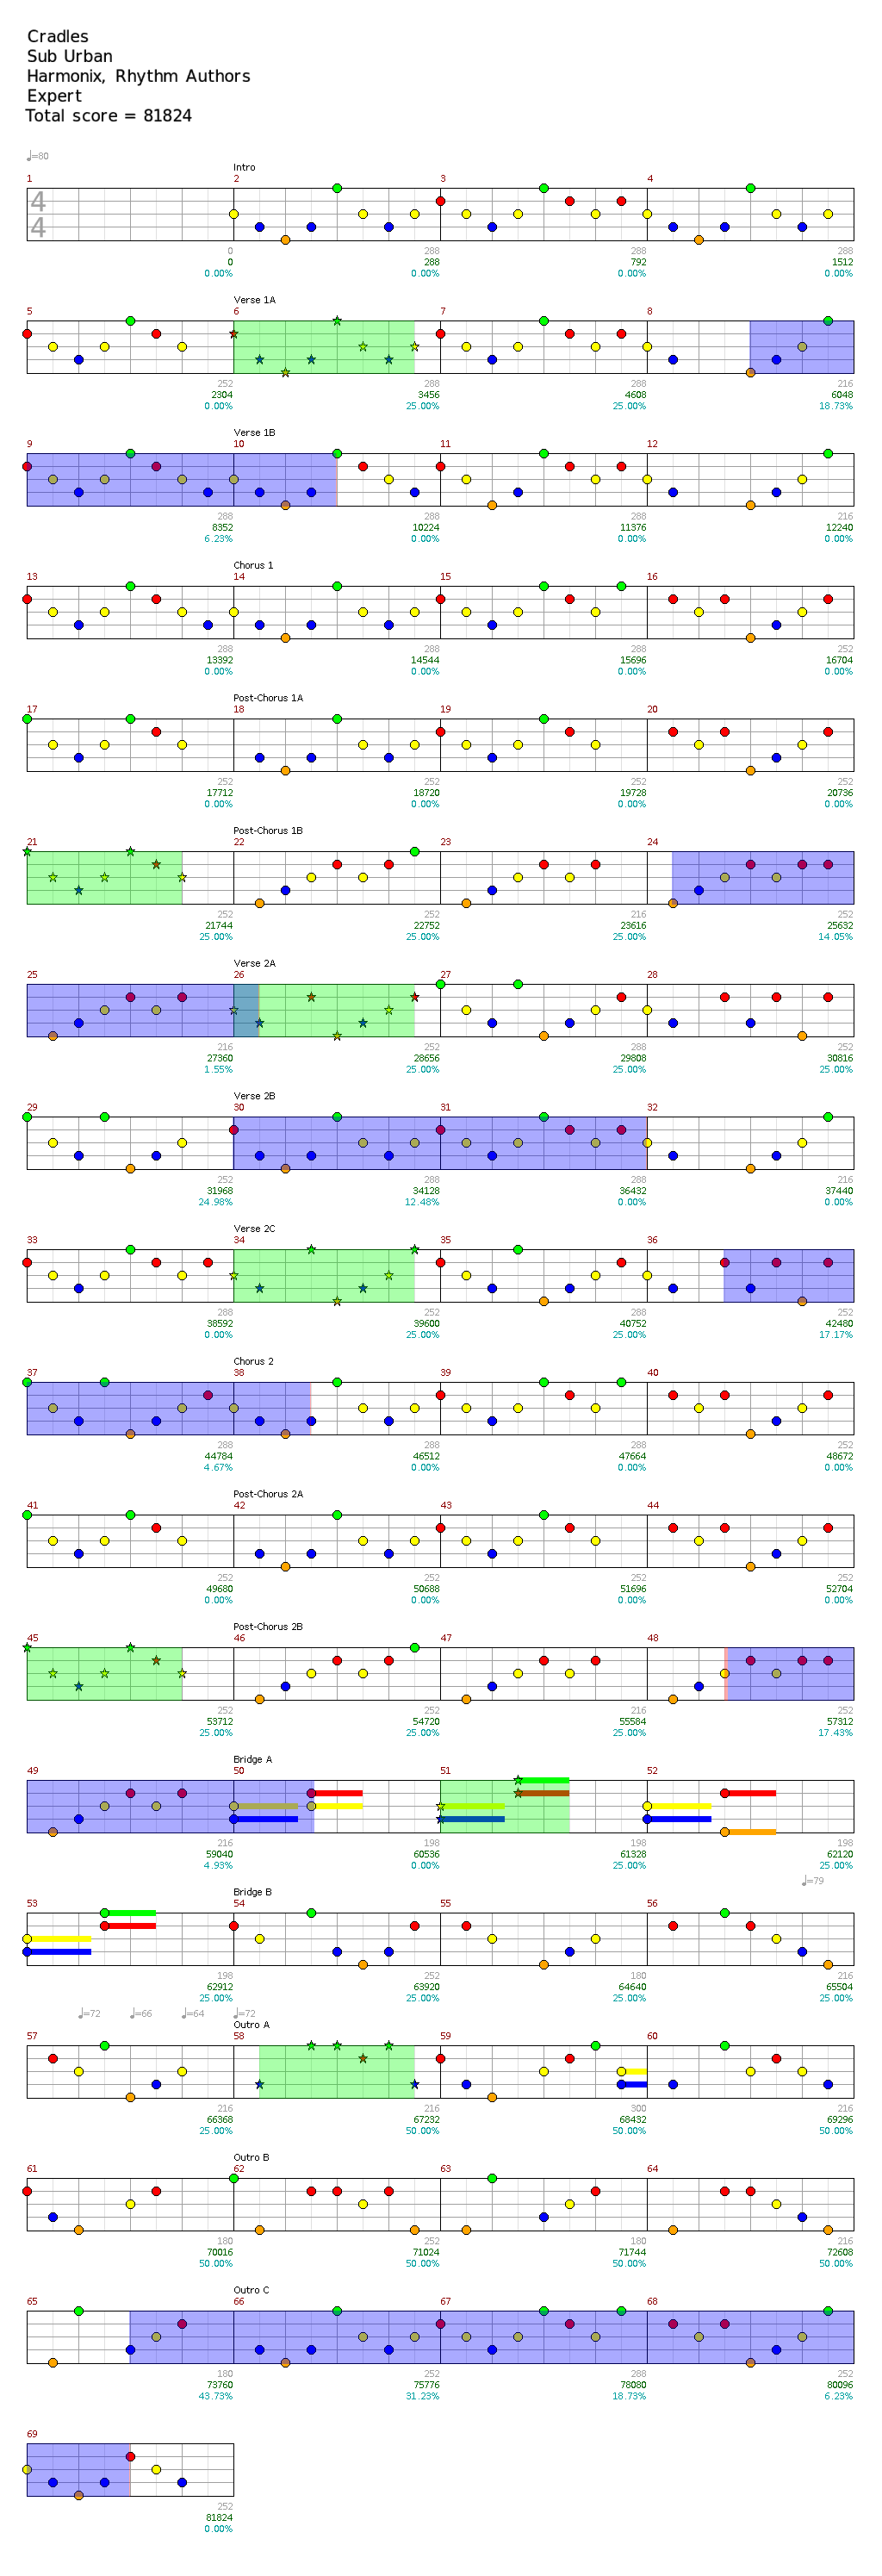 Cradles
Sub Urban
Harmonix, Rhythm Authors
Expert
Total score = 81824
♩=80
Intro
1 2 3 4
4
4
0 288 288 288
0 288 792 1512
0.00% 0.00% 0.00% 0.00%
Verse 1A
5 6 7 8
252 288 288 216
2304 3456 4608 6048
0.00% 25.00% 25.00% 18.73%
Verse 1B
9 10 11 12
288 288 288 216
8352 10224 11376 12240
6.23% 0.00% 0.00% 0.00%
Chorus 1
13 14 15 16
288 288 288 252
13392 14544 15696 16704
0.00% 0.00% 0.00% 0.00%
Post-Chorus 1A
17 18 19 20
252 252 252 252
17712 18720 19728 20736
0.00% 0.00% 0.00% 0.00%
Post-Chorus 1B
21 22 23 24
252 252 216 252
21744 22752 23616 25632
25.00% 25.00% 25.00% 14.05%
Verse 2A
25 26 27 28
216 252 288 252
27360 28656 29808 30816
1.55% 25.00% 25.00% 25.00%
Verse 2B
29 30 31 32
252 288 288 216
31968 34128 36432 37440
24.98% 12.48% 0.00% 0.00%
Verse 2C
33 34 35 36
288 252 288 252
38592 39600 40752 42480
0.00% 25.00% 25.00% 17.17%
Chorus 2
37 38 39 40
288 288 288 252
44784 46512 47664 48672
4.67% 0.00% 0.00% 0.00%
Post-Chorus 2A
41 42 43 44
252 252 252 252
49680 50688 51696 52704
0.00% 0.00% 0.00% 0.00%
Post-Chorus 2B
45 46 47 48
252 252 216 252
53712 54720 55584 57312
25.00% 25.00% 25.00% 17.43%
Bridge A
49 50 51 52
216 198 198 198
59040 60536 61328 62120
4.93% 0.00% 25.00% 25.00%
♩=79
Bridge B
53 54 55 56
198 252 180 216
62912 63920 64640 65504
25.00% 25.00% 25.00% 25.00%
♩=72 ♩=66 ♩=64 ♩=72
Outro A
57 58 59 60
216 216 300 216
66368 67232 68432 69296
25.00% 50.00% 50.00% 50.00%
Outro B
61 62 63 64
180 252 180 216
70016 71024 71744 72608
50.00% 50.00% 50.00% 50.00%
Outro C
65 66 67 68
180 252 288 252
73760 75776 78080 80096
43.73% 31.23% 18.73% 6.23%
69
252
81824
0.00%